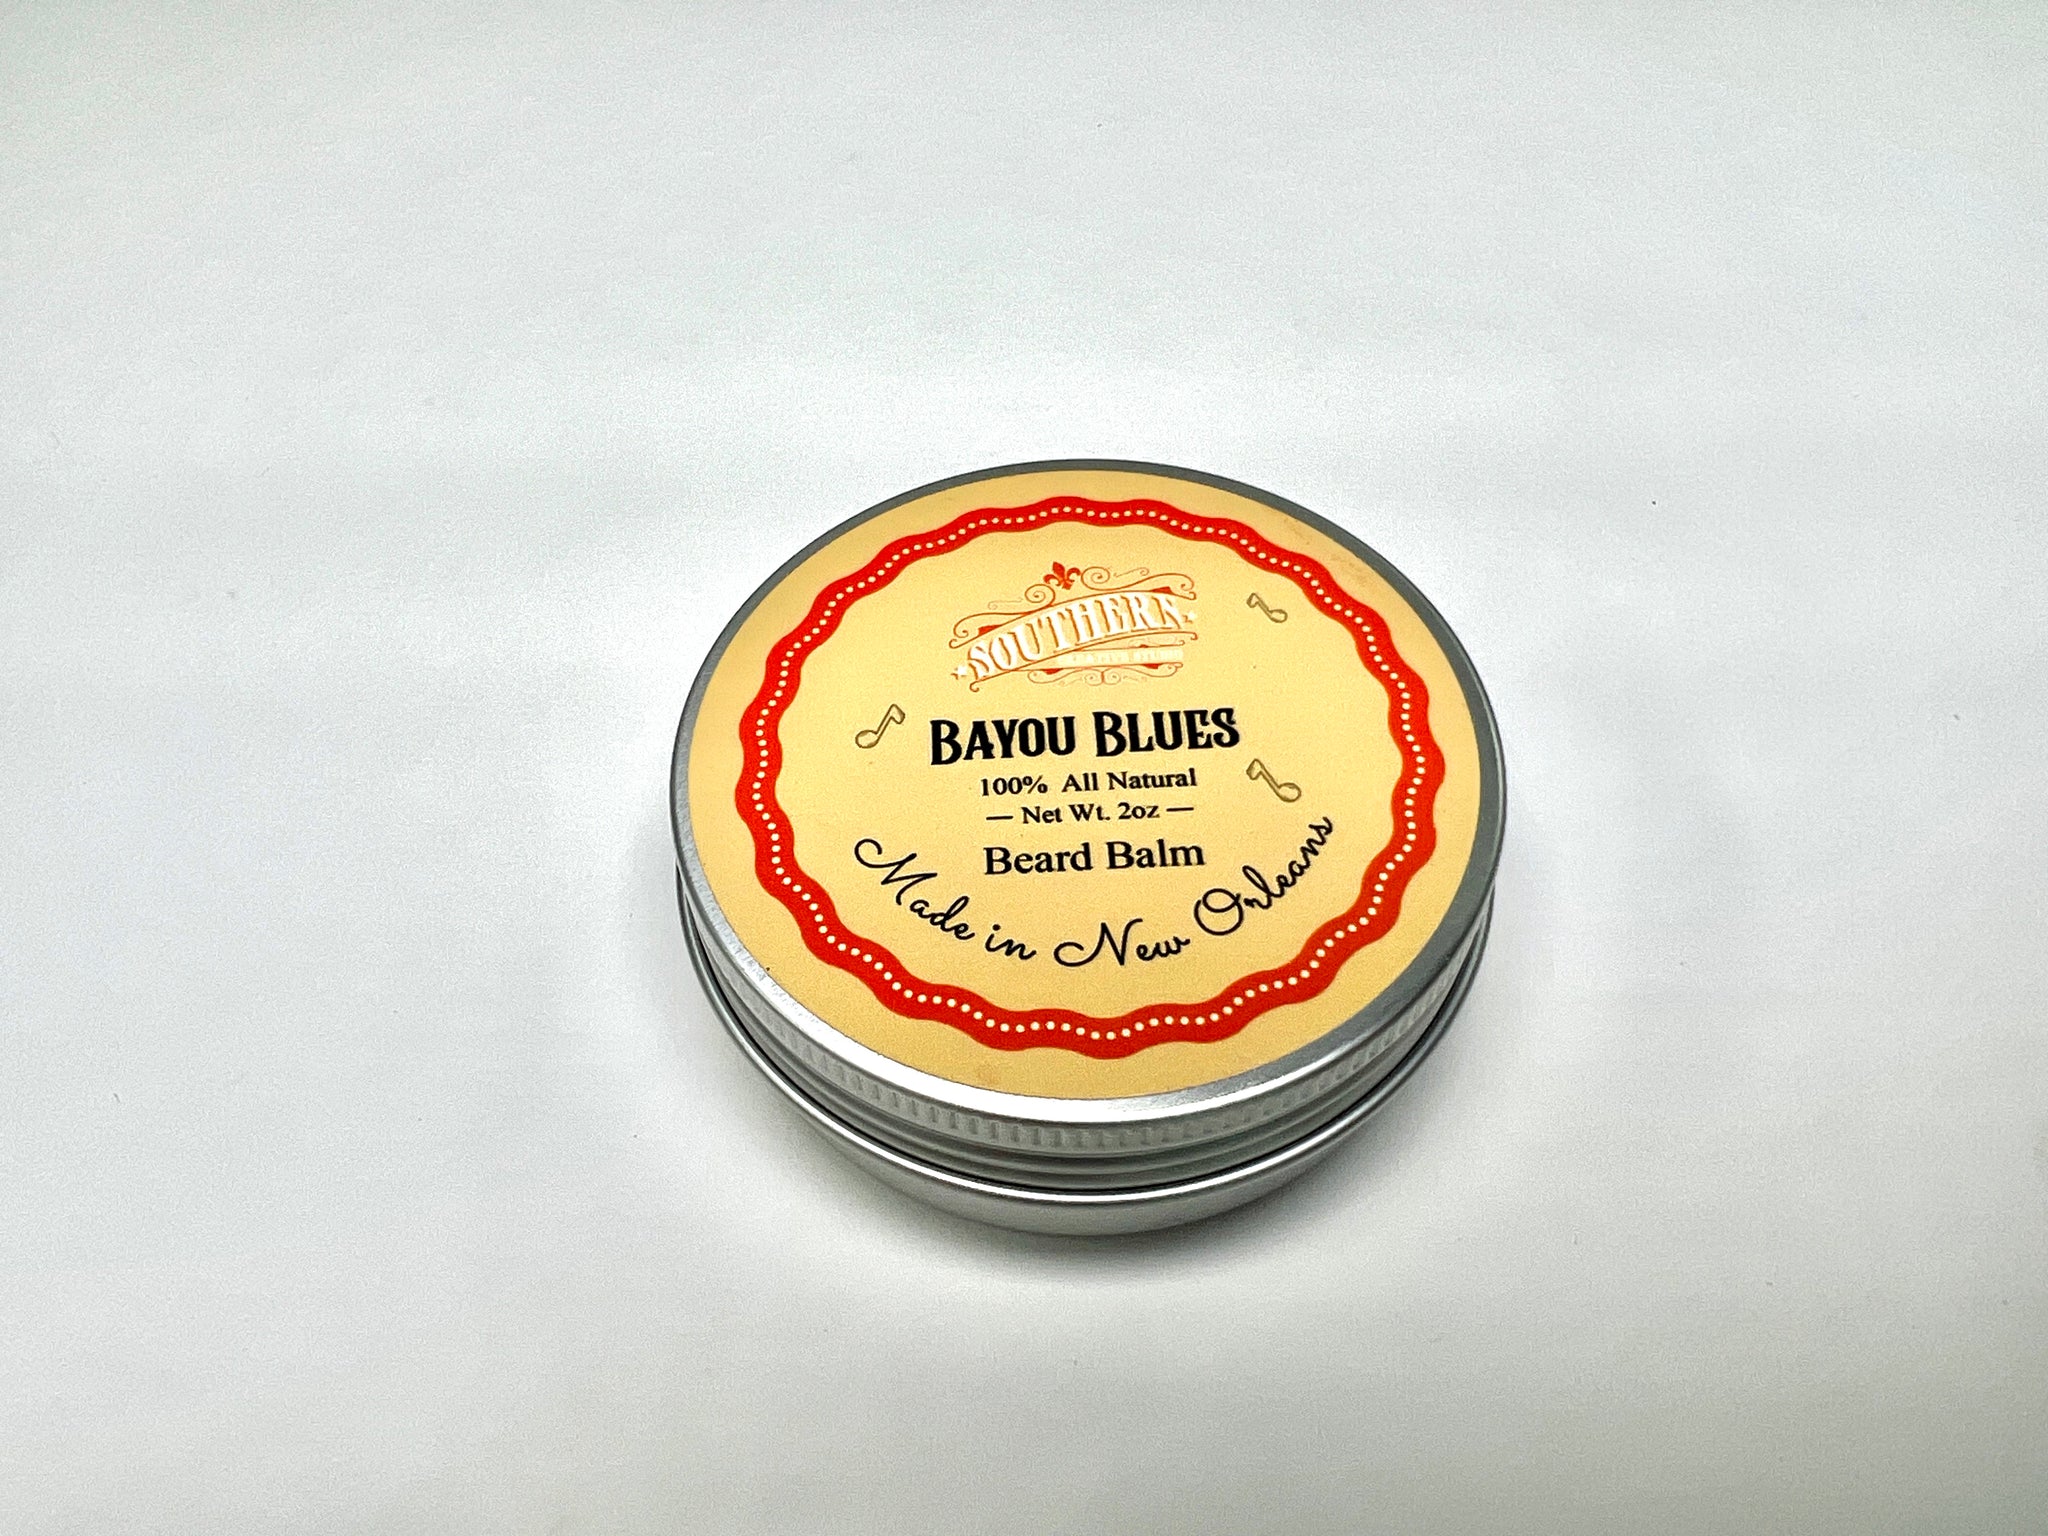 SOUTHERN
BAYOU BLUES
100% All Natural
— Net Wt. 2oz —
Beard Balm
Made in New Orleans